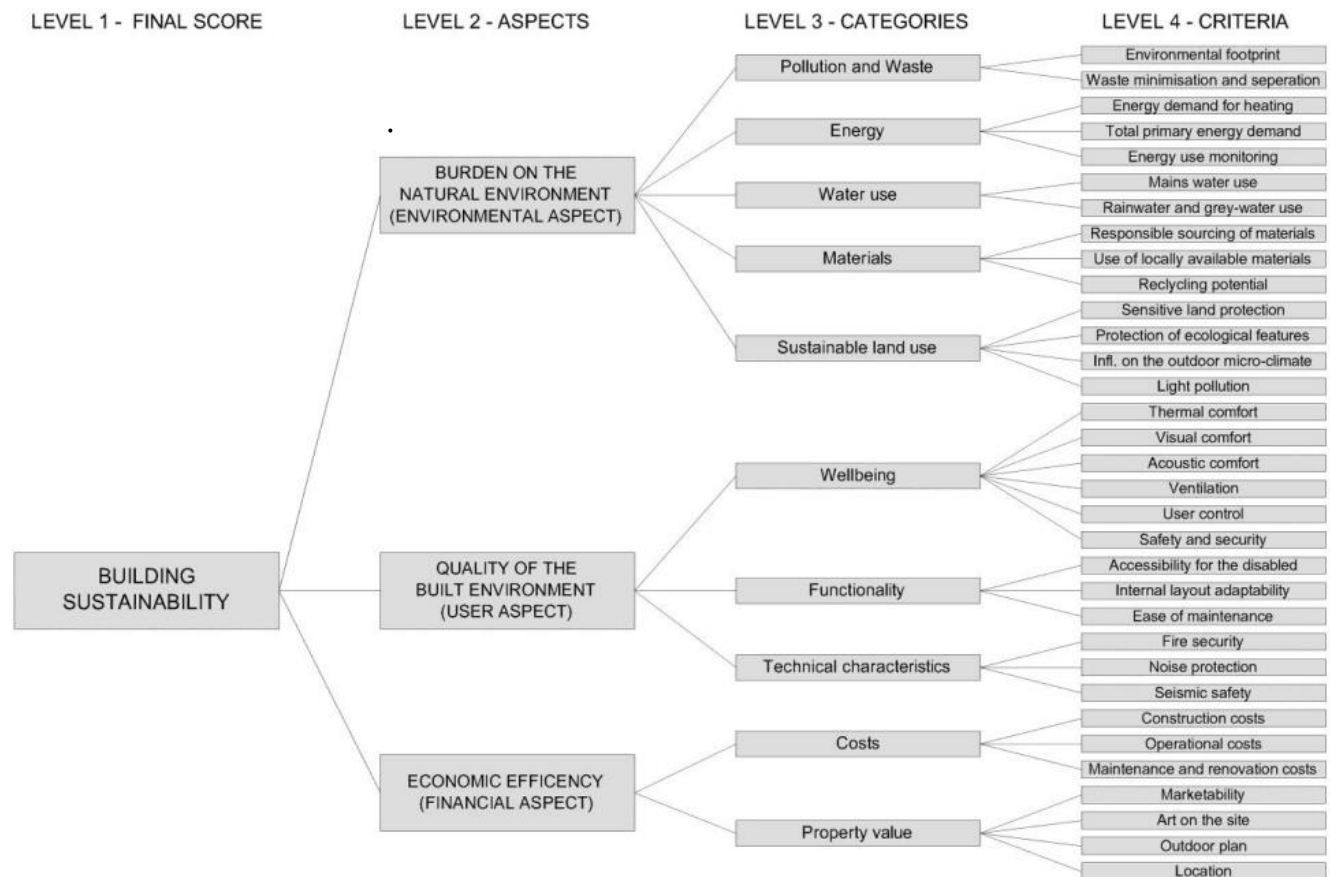 LEVEL 1 - FINAL SCORE
LEVEL 2 - ASPECTS
LEVEL 3 - CATEGORIES
LEVEL 4 - CRITERIA
BUILDING
SUSTAINABILITY
BURDEN ON THE
NATURAL ENVIRONMENT
(ENVIRONMENTAL ASPECT)
QUALITY OF THE
BUILT ENVIRONMENT
(USER ASPECT)
ECONOMIC EFFICENCY
(FINANCIAL ASPECT)
Pollution and Waste
Energy
Water use
Materials
Sustainable land use
Wellbeing
Functionality
Technical characteristics
Costs
Property value
Environmental footprint
Waste minimisation and seperation
Energy demand for heating
Total primary energy demand
Energy use monitoring
Mains water use
Rainwater and grey-water use
Responsible sourcing of materials
Use of locally available materials
Reclycling potential
Sensitive land protection
Protection of ecological features
Infl. on the outdoor micro-climate
Light pollution
Thermal comfort
Visual comfort
Acoustic comfort
Ventilation
User control
Safety and security
Accessibility for the disabled
Internal layout adaptability
Ease of maintenance
Fire security
Noise protection
Seismic safety
Construction costs
Operational costs
Maintenance and renovation costs
Marketability
Art on the site
Outdoor plan
Location